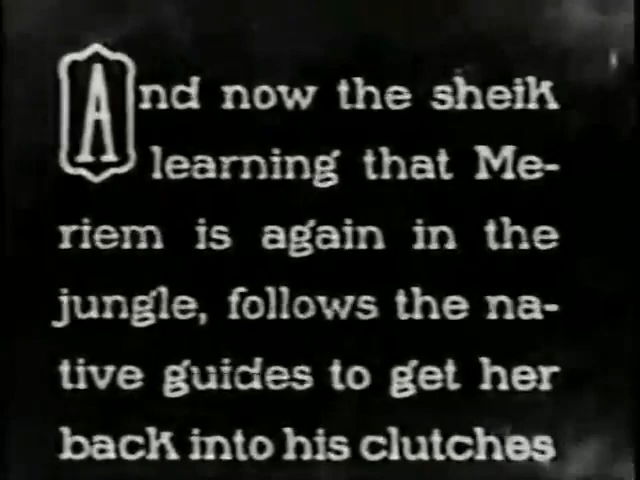 And now the sheik
learning that Me-
riem is again in the
jungle, follows the na-
tive guides to get her
back into his clutches